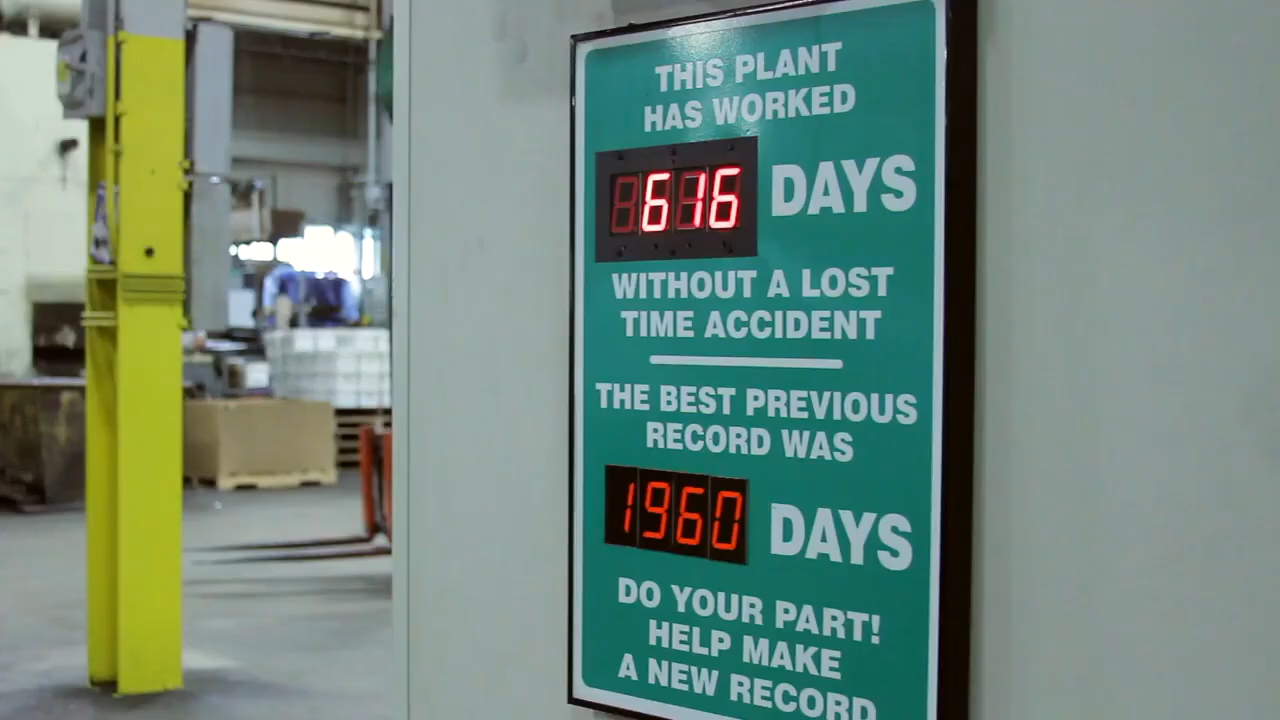 THIS PLANT
HAS WORKED
616 DAYS
WITHOUT A LOST
TIME ACCIDENT
THE BEST PREVIOUS
RECORD WAS
1960 DAYS
DO YOUR PART!
HELP MAKE
A NEW RECORD